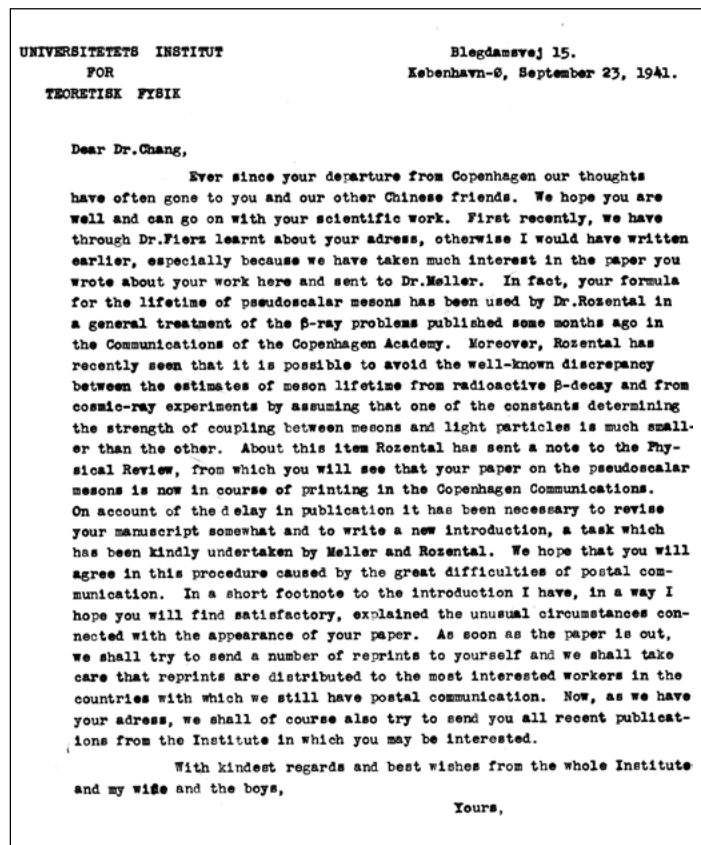 UNIVERSITETS INSTITUT
FOR
TEORETISK FYSIK
Blegdamsvej 15.
København-Ø, September 23, 1941.
Dear Dr.Chang,
Ever since your departure from Copenhagen our thoughts
have often gone to you and our other Chinese friends. We hope you are
well and can go on with your scientific work. First recently, we have
through Dr.Fierz learnt about your adress, otherwise I would have written
earlier, especially because we have taken much interest in the paper you
wrote about your work here and sent to Dr.Møller. In fact, your formula
for the lifetime of pseudoscalar mesons has been used by Dr.Rozental in
a general treatment of the β-ray problems published some months ago in
the Communications of the Copenhagen Academy. Moreover, Rozental has
recently seen that it is possible to avoid the well-known discrepancy
between the estimates of meson lifetime from radioactive β-decay and from
cosmic-ray experiments by assuming that one of the constants determining
the strength of coupling between mesons and light particles is much small-
er than the other. About this item Rozental has sent a note to the Phy-
sical Review, from which you will see that your paper on the pseudoscalar
mesons is now in course of printing in the Copenhagen Communications.
On account of the delay in publication it has been necessary to revise
your manuscript somewhat and to write a new introduction, a task which
has been kindly undertaken by Møller and Rozental. We hope that you will
agree in this procedure caused by the great difficulties of postal com-
munication. In a short footnote to the introduction I have, in a way I
hope you will find satisfactory, explained the unusual circumstances con-
nected with the appearance of your paper. As soon as the paper is out,
we shall try to send a number of reprints to yourself and we shall take
care that reprints are distributed to the most interested workers in the
countries with which we still have postal communication. Now, as we have
your adress, we shall of course also try to send you all recent publicat-
ions from the Institute in which you may be interested.
With kindest regards and best wishes from the whole Institute
and my wife and the boys,
Yours,